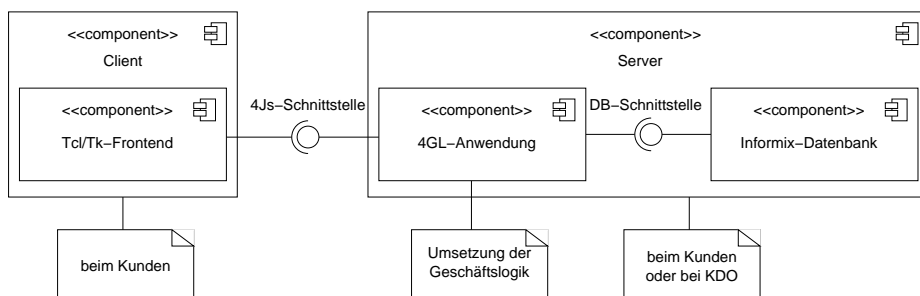 <<component>>
Client
<<component>>
Server
<<component>>
Tcl/Tk−Frontend
4Js−Schnittstelle
<<component>>
4GL−Anwendung
DB−Schnittstelle
<<component>>
Informix−Datenbank
beim Kunden
Umsetzung der
Geschäftslogik
beim Kunden
oder bei KDO